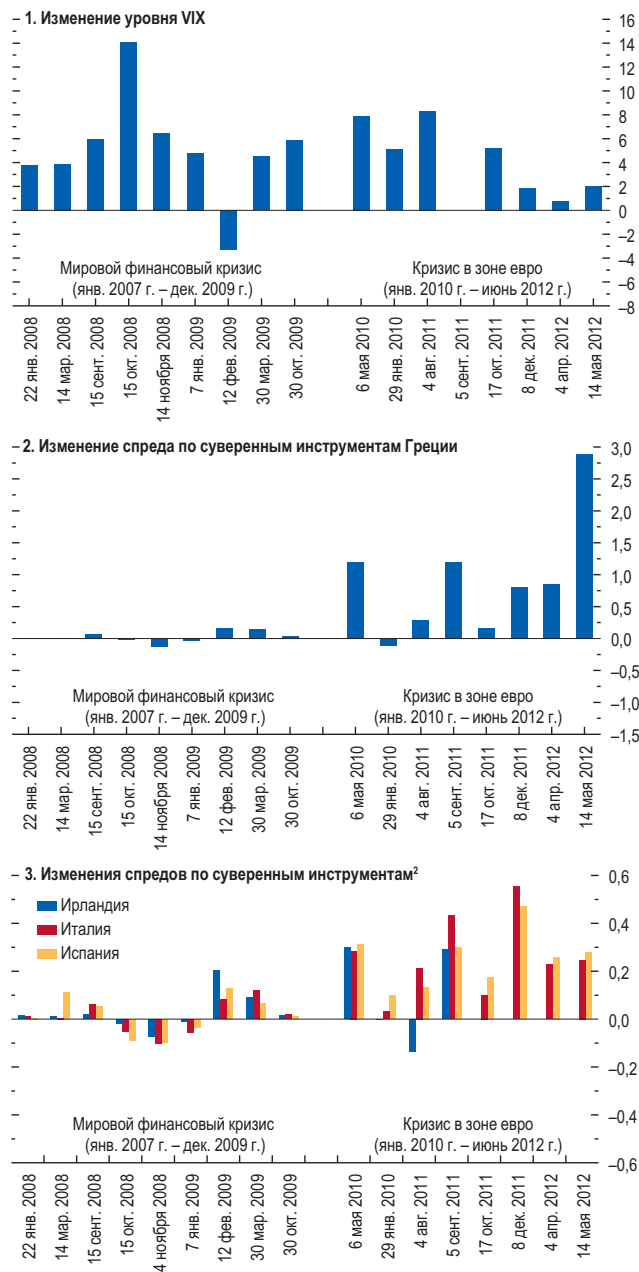 1. Изменение уровня VIX
16
14
12
10
8
6
4
2
0
–2
–4
–6
–8
Мировой финансовый кризис
(янв. 2007 г. – дек. 2009 г.)
Кризис в зоне евро
(янв. 2010 г. – июнь 2012 г.)
22 янв. 2008
14 мар. 2008
15 сент. 2008
15 окт. 2008
14 ноября 2008
7 янв. 2009
12 фев. 2009
30 мар. 2009
30 окт. 2009
6 мая 2010
29 янв. 2010
4 авг. 2011
5 сент. 2011
17 окт. 2011
8 дек. 2011
4 апр. 2012
14 мая 2012
2. Изменение спреда по суверенным инструментам Греции
3,0
2,5
2,0
1,5
1,0
0,5
0,0
–0,5
–1,0
–1,5
Мировой финансовый кризис
(янв. 2007 г. – дек. 2009 г.)
Кризис в зоне евро
(янв. 2010 г. – июнь 2012 г.)
22 янв. 2008
14 мар. 2008
15 сент. 2008
15 окт. 2008
14 ноября 2008
7 янв. 2009
12 фев. 2009
30 мар. 2009
30 окт. 2009
6 мая 2010
29 янв. 2010
4 авг. 2011
5 сент. 2011
17 окт. 2011
8 дек. 2011
4 апр. 2012
14 мая 2012
3. Изменения спредов по суверенным инструментам²
Ирландия
Италия
Испания
0,6
0,4
0,2
0,0
–0,2
–0,4
–0,6
Мировой финансовый кризис
(янв. 2007 г. – дек. 2009 г.)
Кризис в зоне евро
(янв. 2010 г. – июнь 2012 г.)
22 янв. 2008
14 мар. 2008
15 сент. 2008
15 окт. 2008
4 ноября 2008
7 янв. 2009
12 фев. 2009
30 мар. 2009
30 окт. 2009
6 мая 2010
29 янв. 2010
4 авг. 2011
5 сент. 2011
17 окт. 2011
8 дек. 2011
4 апр. 2012
14 мая 2012